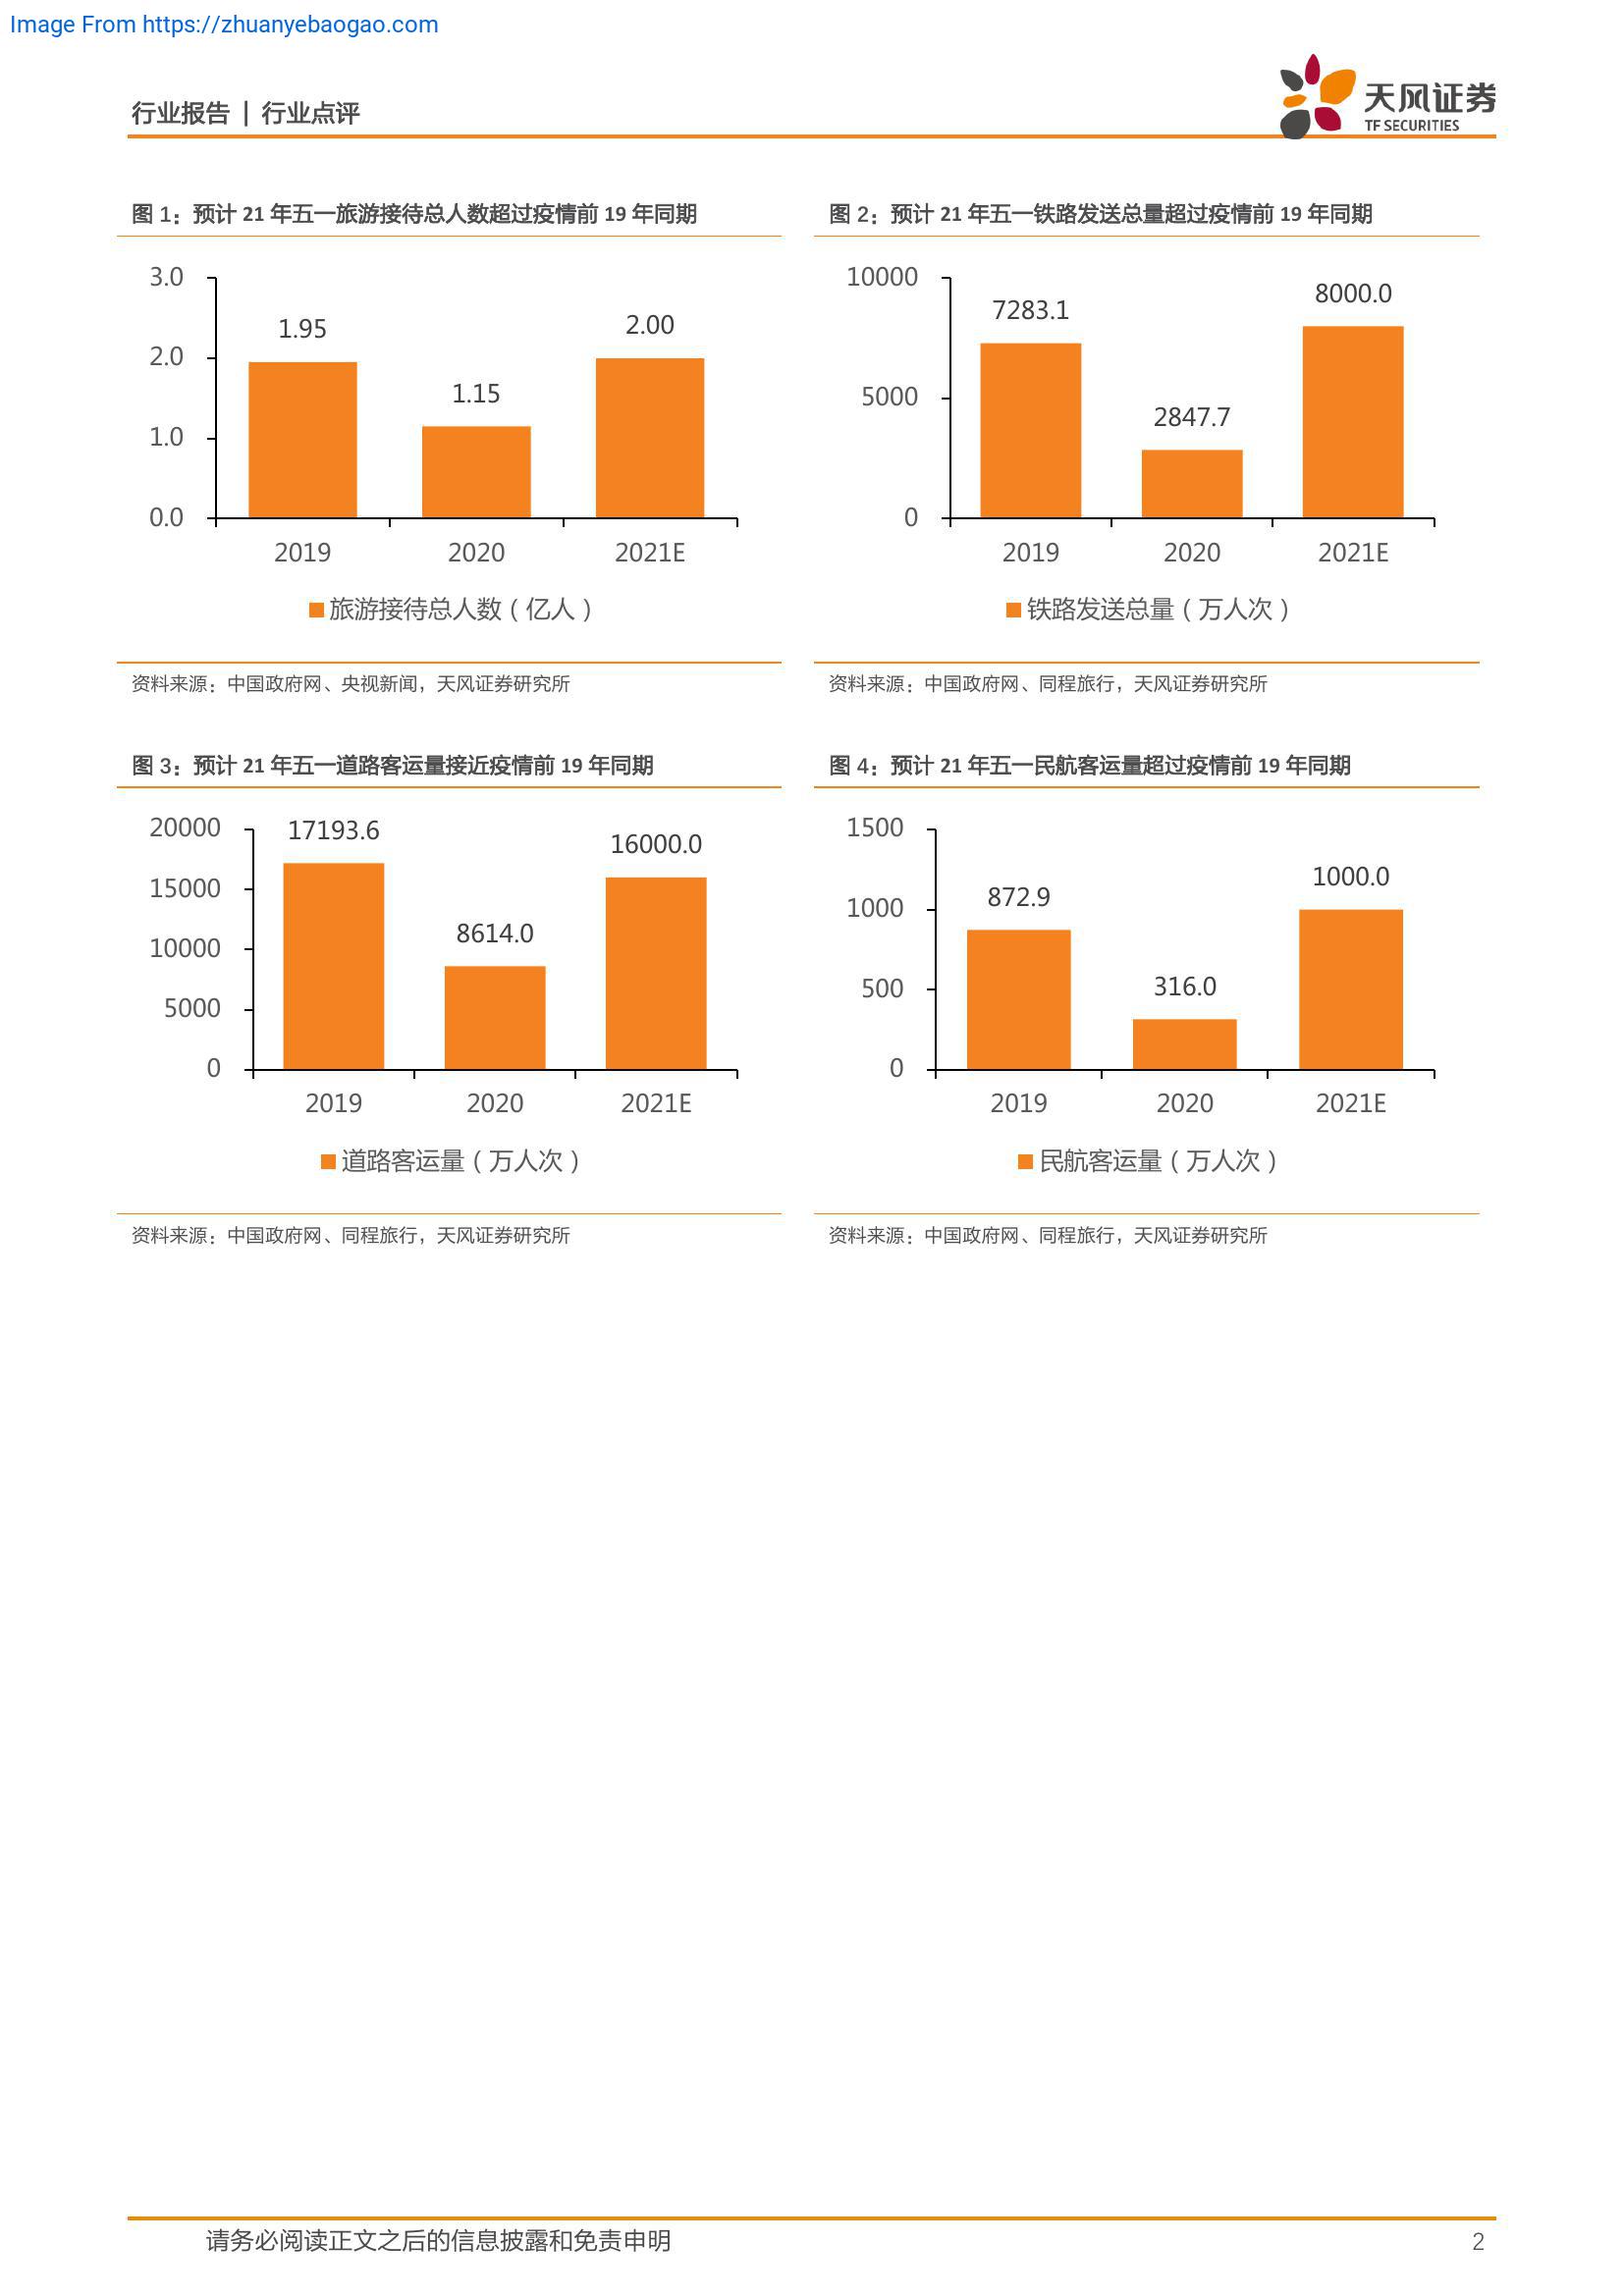 Image From https://zhuanyebaogao.com
行业报告 | 行业点评
天风证券
TF SECURITIES
图 1：预计 21 年五一旅游接待总人数超过疫情前 19 年同期
3.0
2.0
1.0
0.0
1.95
1.15
2.00
2019
2020
2021E
旅游接待总人数（亿人）
资料来源：中国政府网、央视新闻，天风证券研究所
图 2：预计 21 年五一铁路发送总量超过疫情前 19 年同期
10000
5000
0
7283.1
2847.7
8000.0
2019
2020
2021E
铁路发送总量（万人次）
资料来源：中国政府网、同程旅行，天风证券研究所
图 3：预计 21 年五一道路客运量接近疫情前 19 年同期
20000
15000
10000
5000
0
17193.6
8614.0
16000.0
2019
2020
2021E
道路客运量（万人次）
资料来源：中国政府网、同程旅行，天风证券研究所
图 4：预计 21 年五一民航客运量超过疫情前 19 年同期
1500
1000
500
0
872.9
316.0
1000.0
2019
2020
2021E
民航客运量（万人次）
资料来源：中国政府网、同程旅行，天风证券研究所
请务必阅读正文之后的信息披露和免责申明
2